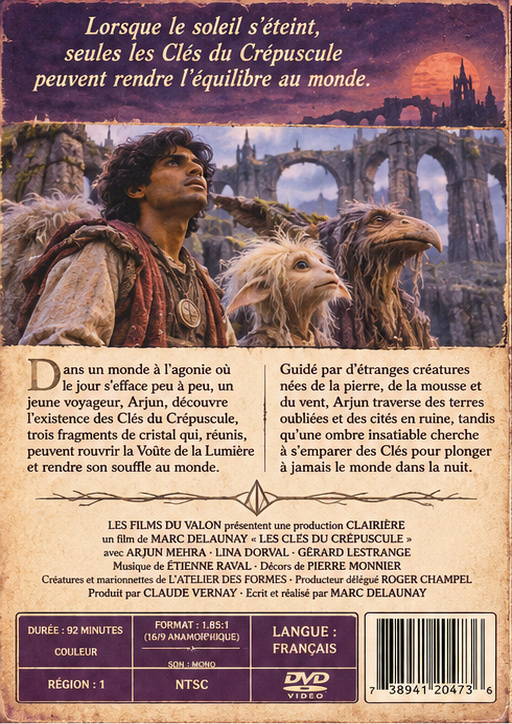 Lorsque le soleil s'éteint,
seules les Clés du Crépuscule
peuvent rendre l'équilibre au monde.
Dans un monde à l'agonie où
le jour s'efface peu à peu, un
jeune voyageur, Arjun, découvre
l'existence des Clés du Crépuscule,
trois fragments de cristal qui, réunis,
peuvent rouvrir la Voûte de la Lumière
et rendre son souffle au monde.
Guidé par d'étranges créatures
nées de la pierre, de la mousse et
du vent, Arjun traverse des terres
oubliées et des cités en ruine, tandis
qu'une ombre insatiable cherche
à s'emparer des Clés pour plonger
à jamais le monde dans la nuit.
LES FILMS DU VALON présentent une production CLAIRIÈRE
un film de MARC DELAUNAY « LES CLÉS DU CRÉPUSCULE »
avec ARJUN MEHRA · LINA DORVAL · GÉRARD LESTRANGE
Musique de ÉTIENNE RAVAL · Décors de PIERRE MONNIER
Créatures et marionnettes de L'ATELIER DES FORMES · Producteur délégué ROGER CHAMPEL
Produit par CLAUDE VERNAY · Ecrit et réalisé par MARC DELAUNAY
DURÉE : 92 MINUTES
COULEUR
FORMAT : 1.85:1
(16/9 ANAMORPHIQUE)
SON : MONO
LANGUE :
FRANÇAIS
RÉGION : 1
NTSC
DVD
VIDEO
7 38941 20473 6